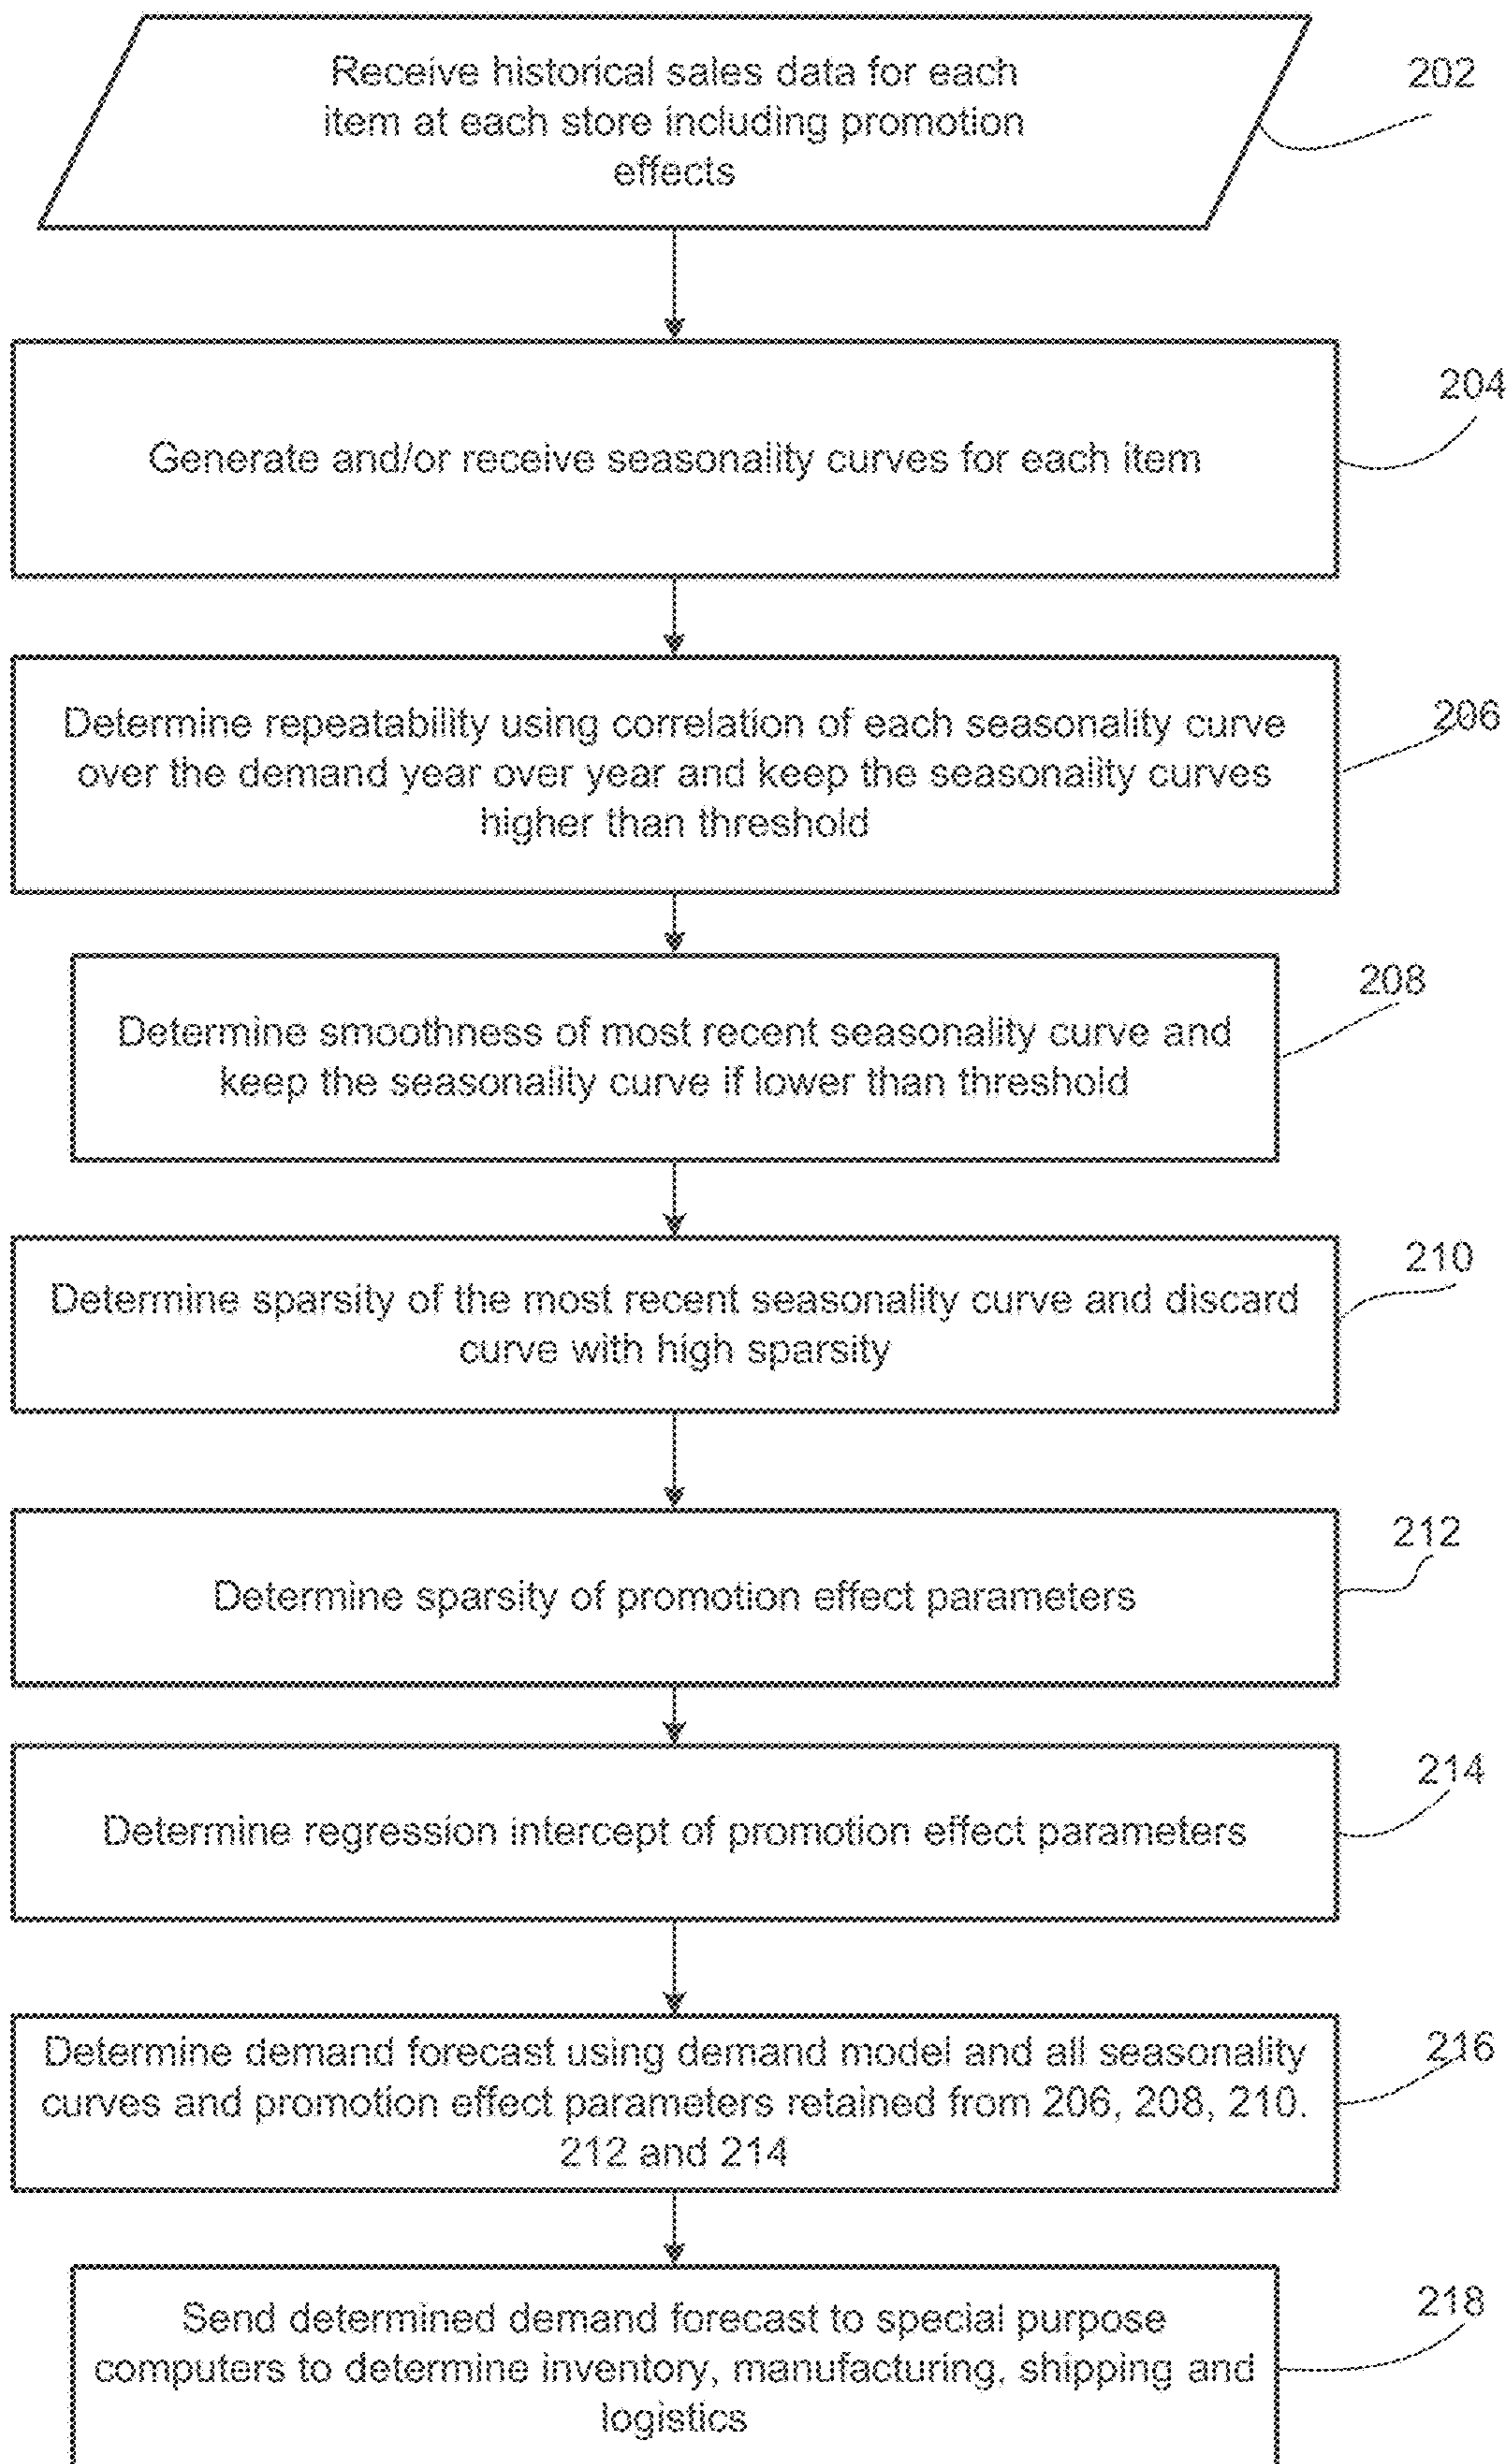 Receive historical sales data for each
item at each store including promotion
effects
202
Generate and/or receive seasonality curves for each item
204
Determine repeatability using correlation of each seasonality curve
over the demand year over year and keep the seasonality curves
higher than threshold
206
Determine smoothness of most recent seasonality curve and
keep the seasonality curve if lower than threshold
208
Determine sparsity of the most recent seasonality curve and discard
curve with high sparsity
210
Determine sparsity of promotion effect parameters
212
Determine regression intercept of promotion effect parameters
214
Determine demand forecast using demand model and all seasonality
curves and promotion effect parameters retained from 206, 208, 210.
212 and 214
216
Send determined demand forecast to special purpose
computers to determine inventory, manufacturing, shipping and
logistics
218